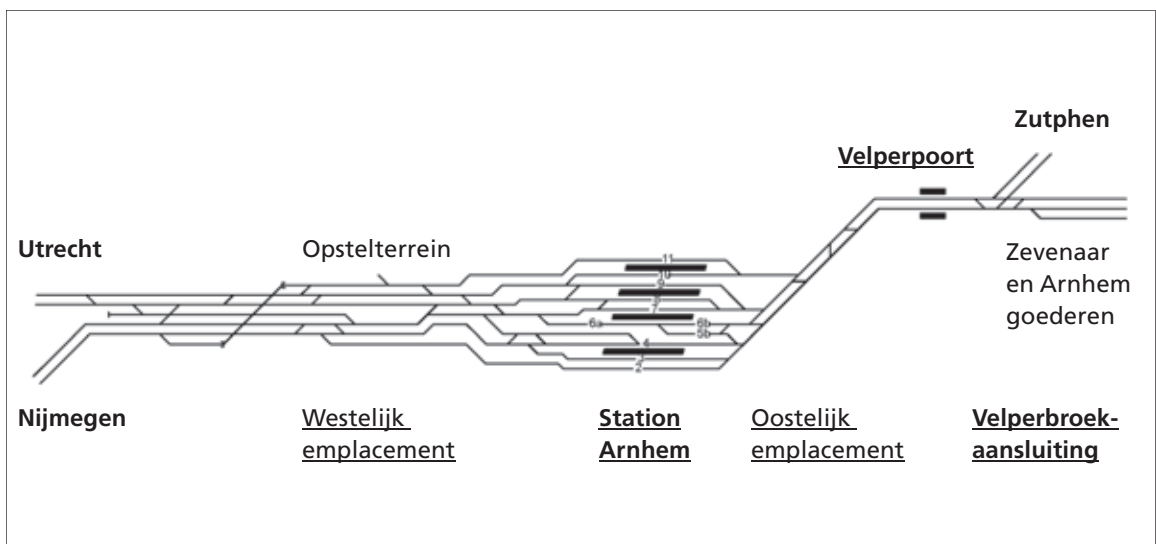 Zutphen
Velperpoort
Utrecht
Opstelterrein
Zevenaar
en Arnhem
goederen
11
10
9
7
6a
6b
5b
4
3
2
Nijmegen
Westelijk
emplacement
Station
Arnhem
Oostelijk
emplacement
Velperbroek-
aansluiting